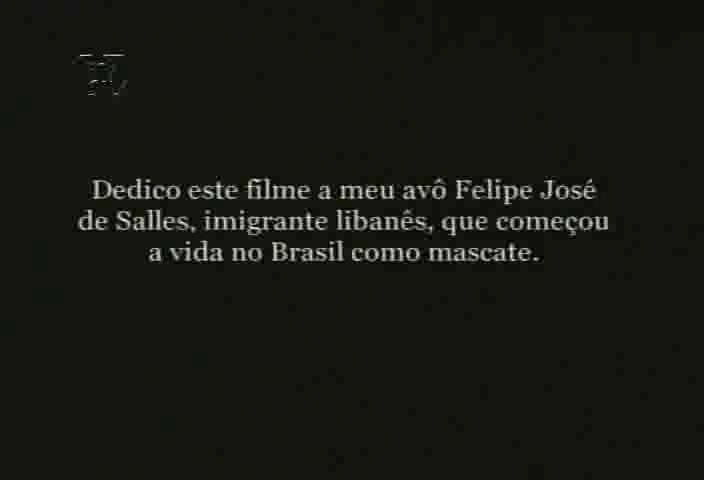 Dedico este filme a meu avô Felipe José
de Salles, imigrante libanês, que começou
a vida no Brasil como mascate.